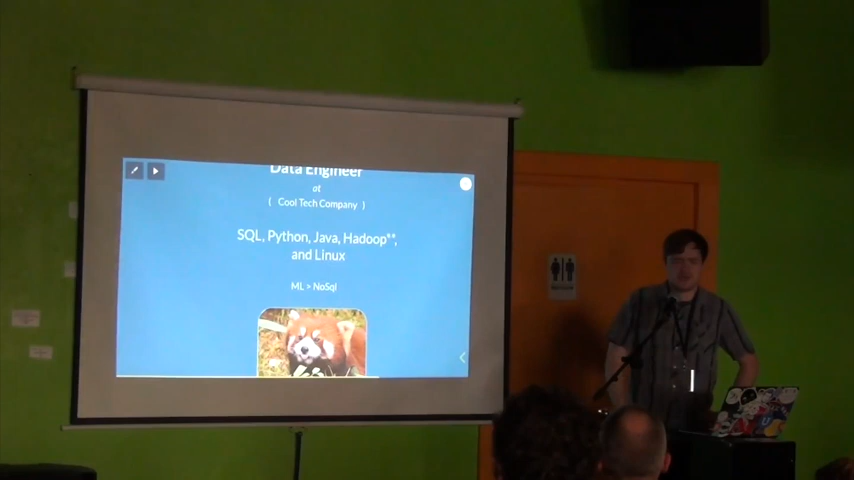 Data Engineer
at
{ Cool Tech Company }
SQL, Python, Java, Hadoop**,
and Linux
ML > NoSql